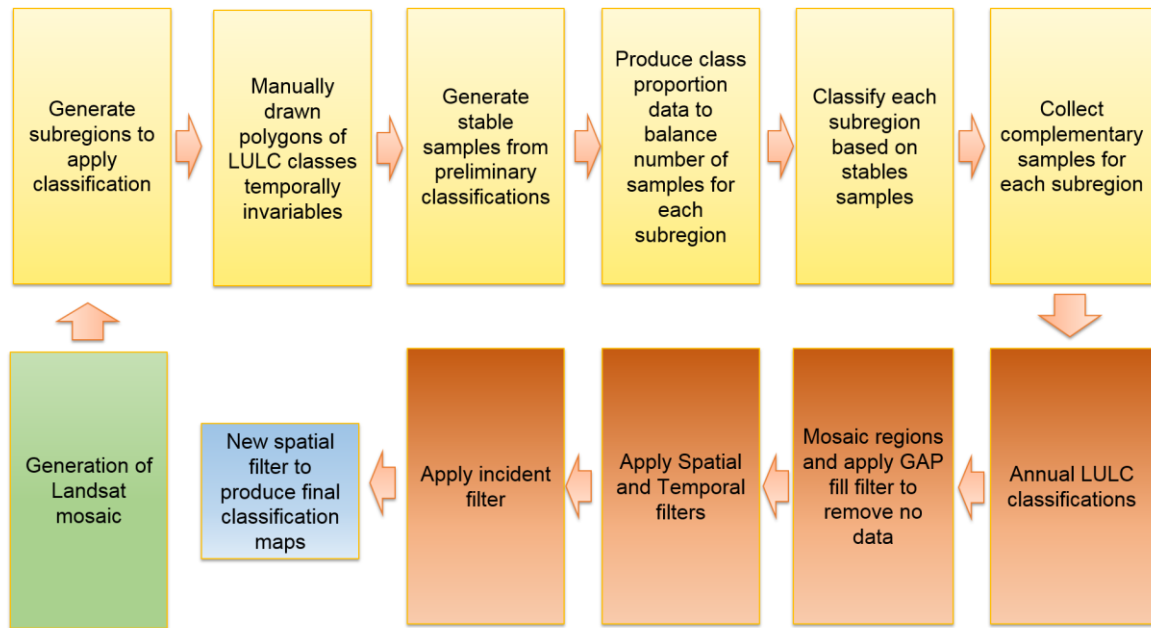 Generate
subregions to
apply
classification
Manually
drawn
polygons of
LULC classes
temporally
invariables
Generate
stable
samples from
preliminary
classifications
Produce class
proportion
data to
balance
number of
samples for
each
subregion
Classify each
subregion
based on
stables
samples
Collect
complementary
samples for
each subregion
Generation of
Landsat
mosaic
New spatial
filter to
produce final
classification
maps
Apply incident
filter
Apply Spatial
and Temporal
filters
Mosaic regions
and apply GAP
fill filter to
remove no
data
Annual LULC
classifications